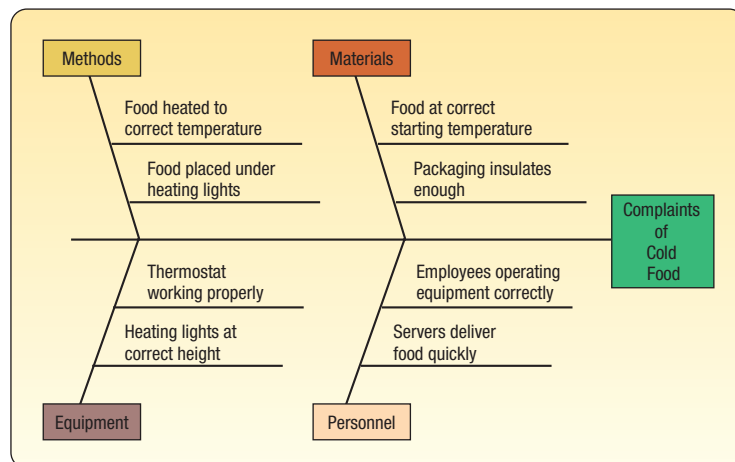 Methods
Materials
Food heated to
correct temperature
Food at correct
starting temperature
Food placed under
heating lights
Packaging insulates
enough
Complaints
of
Cold
Food
Thermostat
working properly
Employees operating
equipment correctly
Heating lights at
correct height
Servers deliver
food quickly
Equipment
Personnel